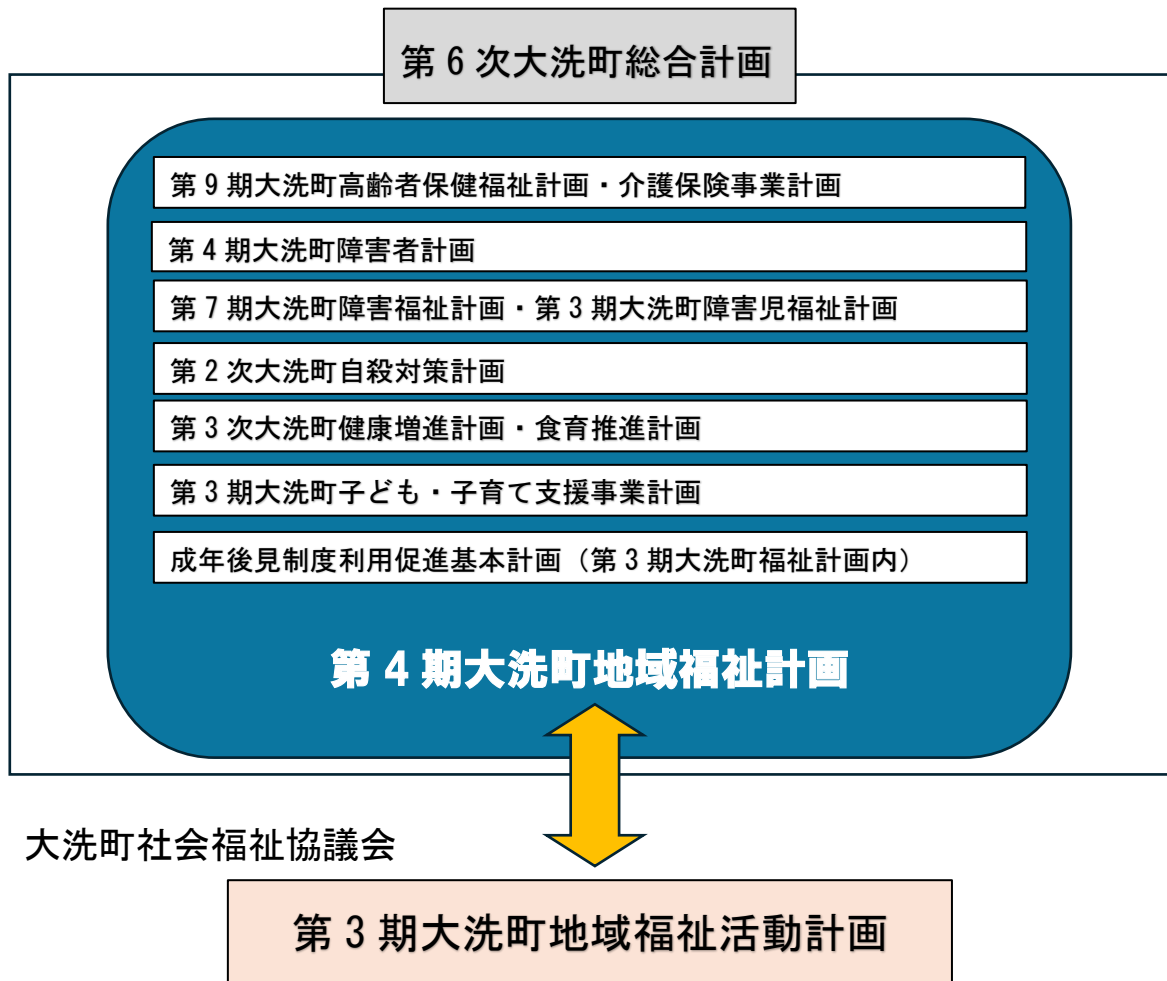 第6次大洗町総合計画
第9期大洗町高齢者保健福祉計画・介護保険事業計画
第4期大洗町障害者計画
第7期大洗町障害福祉計画・第3期大洗町障害児福祉計画
第2次大洗町自殺対策計画
第3次大洗町健康増進計画・食育推進計画
第3期大洗町子ども・子育て支援事業計画
成年後見制度利用促進基本計画（第3期大洗町福祉計画内）
第4期大洗町地域福祉計画
大洗町社会福祉協議会
第3期大洗町地域福祉活動計画